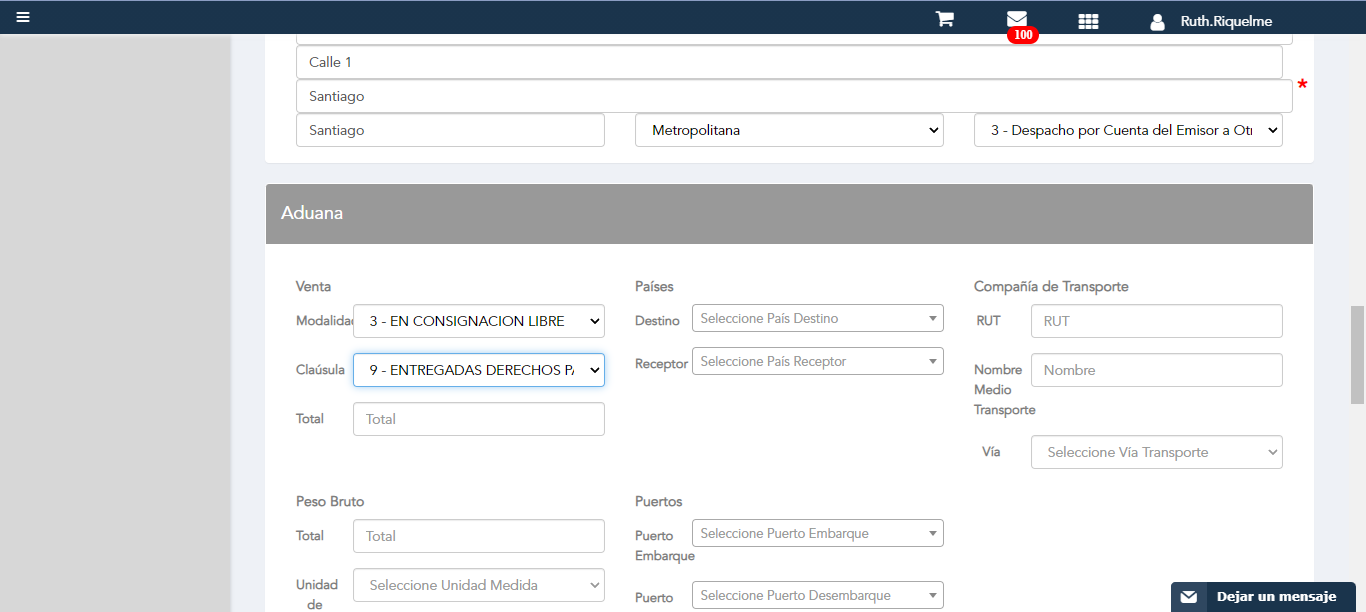 100
Ruth.Riquelme
Calle 1
Santiago
*
Santiago
Metropolitana
3 - Despacho por Cuenta del Emisor a Otr
Aduana
Venta
Países
Compañía de Transporte
Modalidad
3 - EN CONSIGNACION LIBRE
Destino
Seleccione País Destino
RUT
RUT
Claúsula
9 - ENTREGADAS DERECHOS PA
Receptor
Seleccione País Receptor
Nombre
Medio
Transporte
Nombre
Total
Total
Vía
Seleccione Vía Transporte
Peso Bruto
Puertos
Total
Total
Puerto
Embarque
Seleccione Puerto Embarque
Unidad
de
Seleccione Unidad Medida
Puerto
Seleccione Puerto Desembarque
Dejar un mensaje